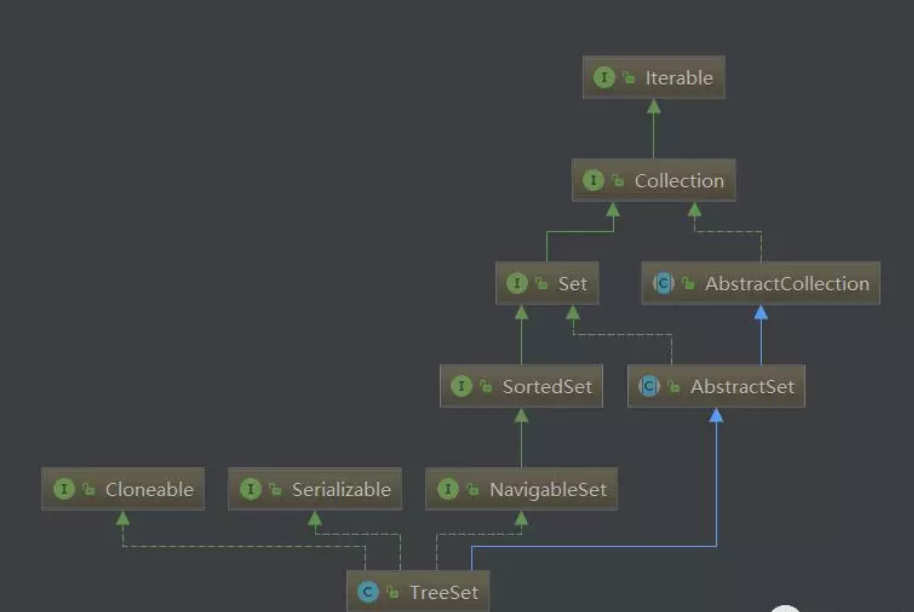 Iterable
Collection
Set
AbstractCollection
SortedSet
AbstractSet
Cloneable
Serializable
NavigableSet
TreeSet